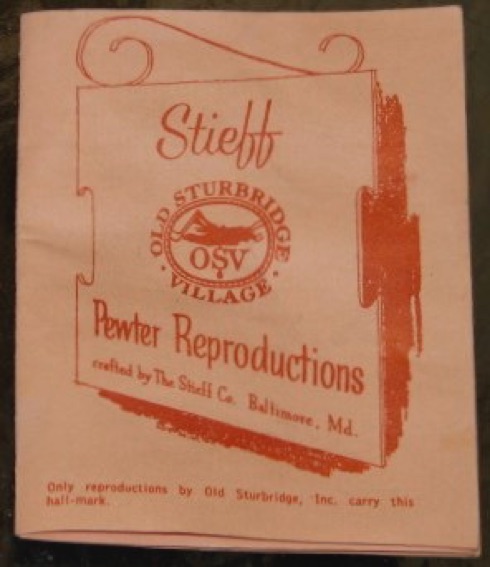 Stieff
OLD STURBRIDGE
OSV
· VILLAGE ·
Pewter Reproductions
crafted by The Stieff Co. Baltimore, Md.
Only reproductions by Old Sturbridge, Inc. carry this
hall-mark.